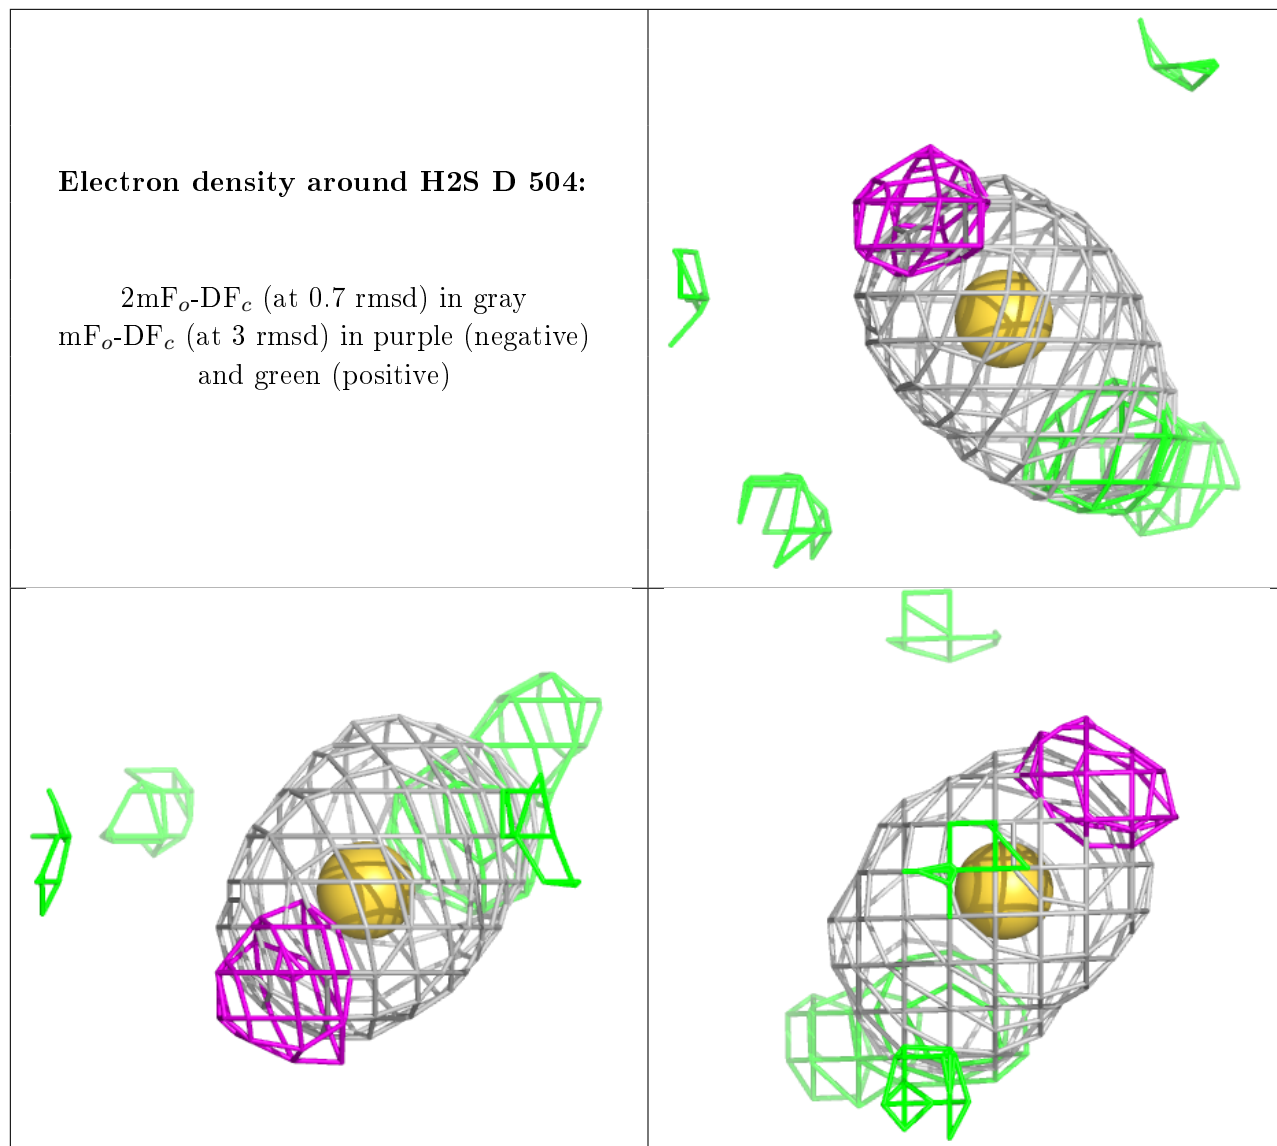 Electron density around H2S D 504:
2mFo-DFc (at 0.7 rmsd) in gray
mFo-DFc (at 3 rmsd) in purple (negative)
and green (positive)